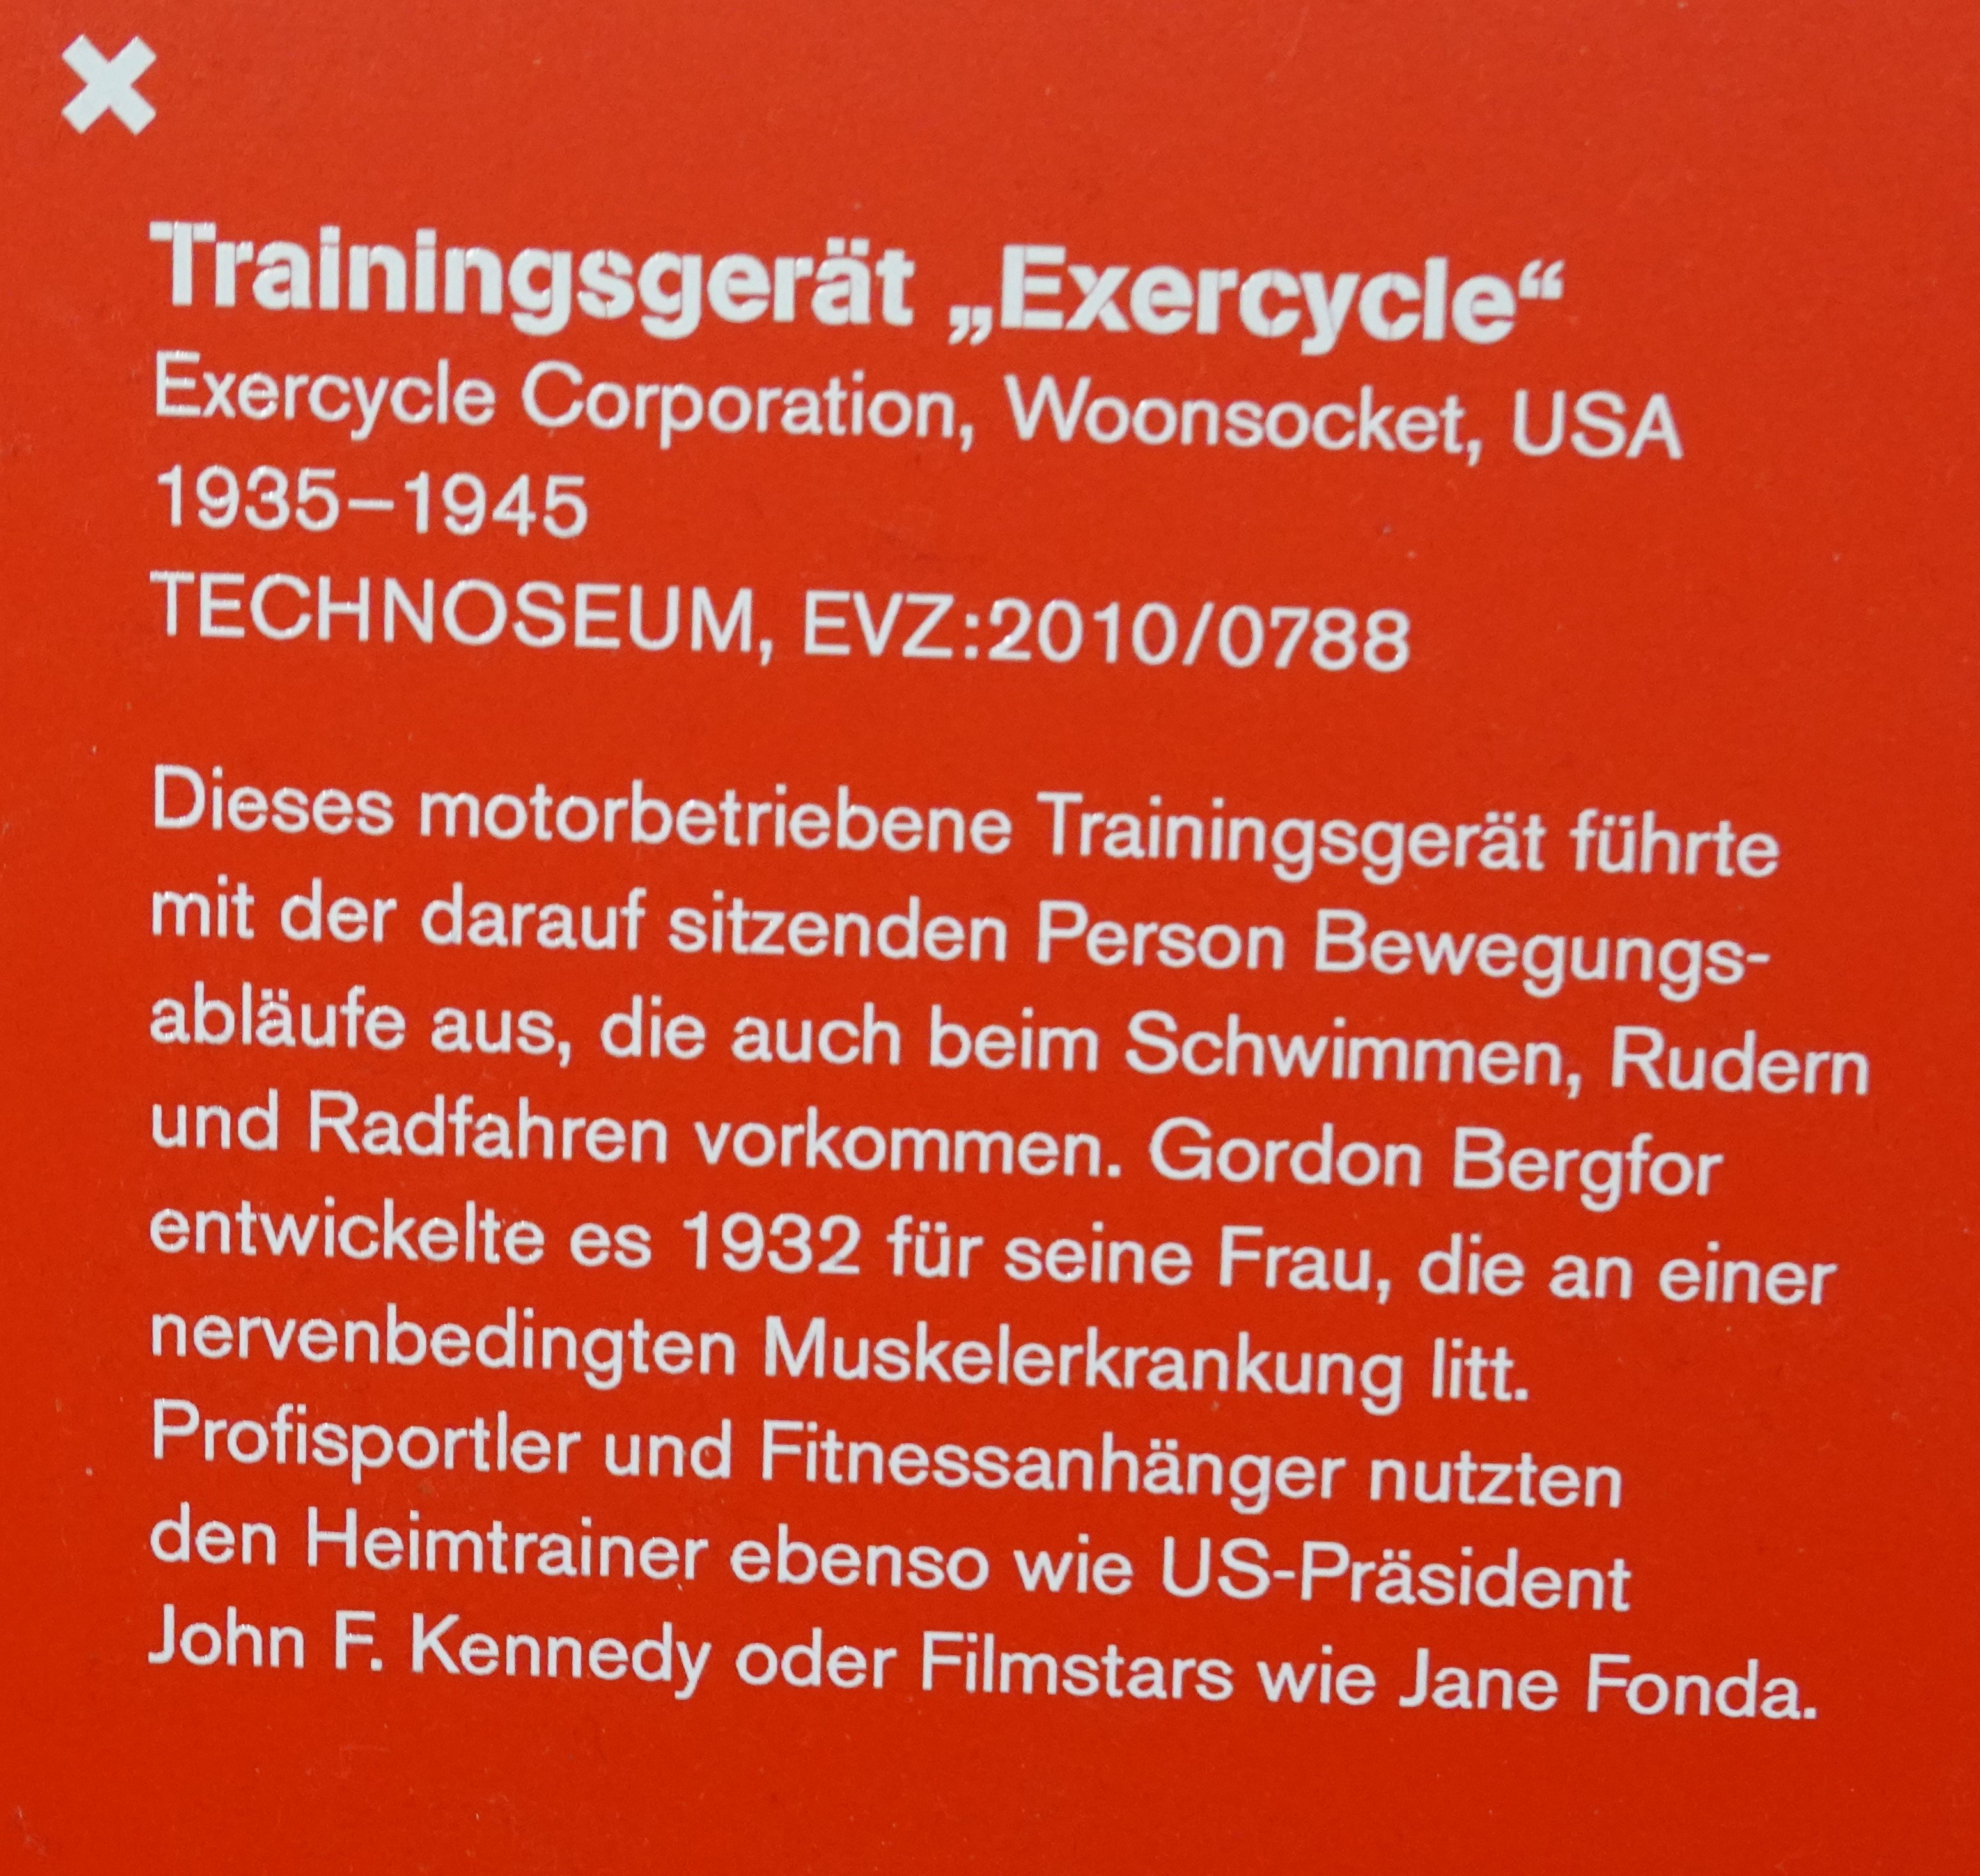 Trainingsgerät „Exercycle“
Exercycle Corporation, Woonsocket, USA
1935–1945
TECHNOSEUM, EVZ:2010/0788
Dieses motorbetriebene Trainingsgerät führte
mit der darauf sitzenden Person Bewegungs-
abläufe aus, die auch beim Schwimmen, Rudern
und Radfahren vorkommen. Gordon Bergfor
entwickelte es 1932 für seine Frau, die an einer
nervenbedingten Muskelerkrankung litt.
Profisportler und Fitnessanhänger nutzten
den Heimtrainer ebenso wie US-Präsident
John F. Kennedy oder Filmstars wie Jane Fonda.